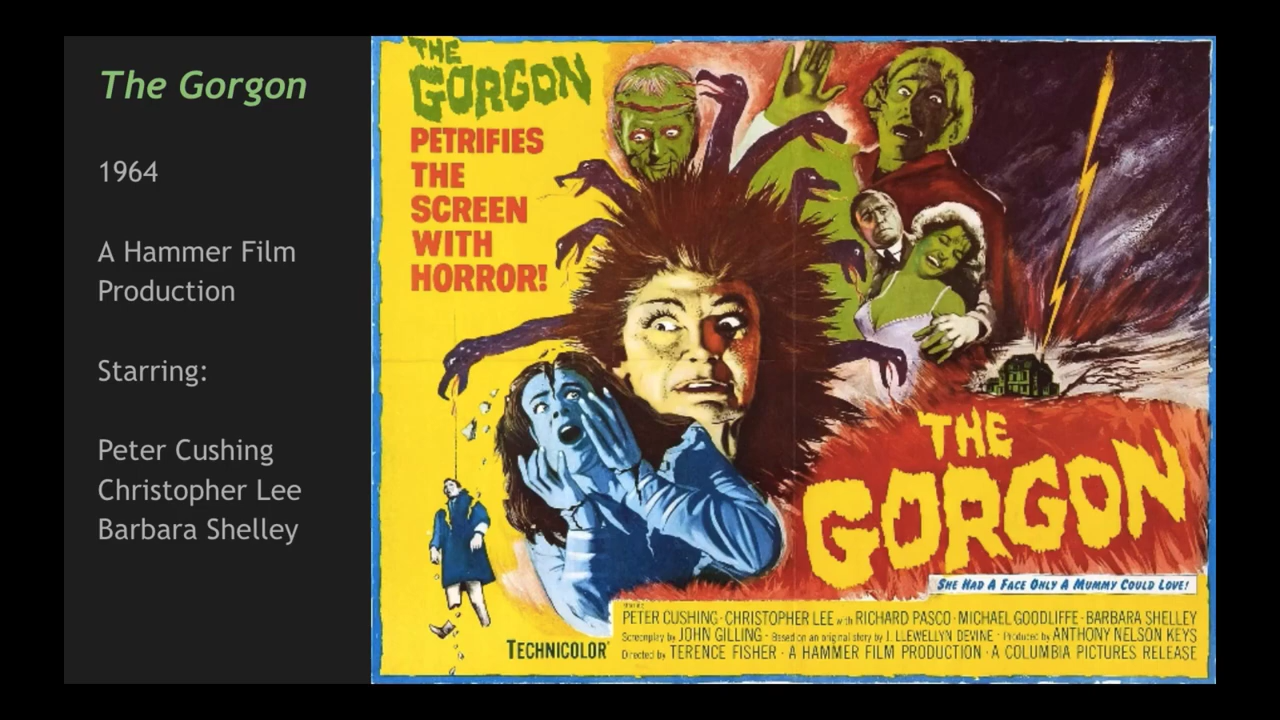 The Gorgon
1964
A Hammer Film
Production
Starring:
Peter Cushing
Christopher Lee
Barbara Shelley
THE
GORGON
PETRIFIES
THE
SCREEN
WITH
HORROR!
THE
GORGON
SHE HAD A FACE ONLY A MUMMY COULD LOVE!
PETER CUSHING · CHRISTOPHER LEE with RICHARD PASCO · MICHAEL GOODLIFFE · BARBARA SHELLEY
Screenplay by JOHN GILLING · Based on an original story by J. LLEWELLYN DEVINE · Produced by ANTHONY NELSON KEYS
Directed by TERENCE FISHER · A HAMMER FILM PRODUCTION · A COLUMBIA PICTURES RELEASE
TECHNICOLOR